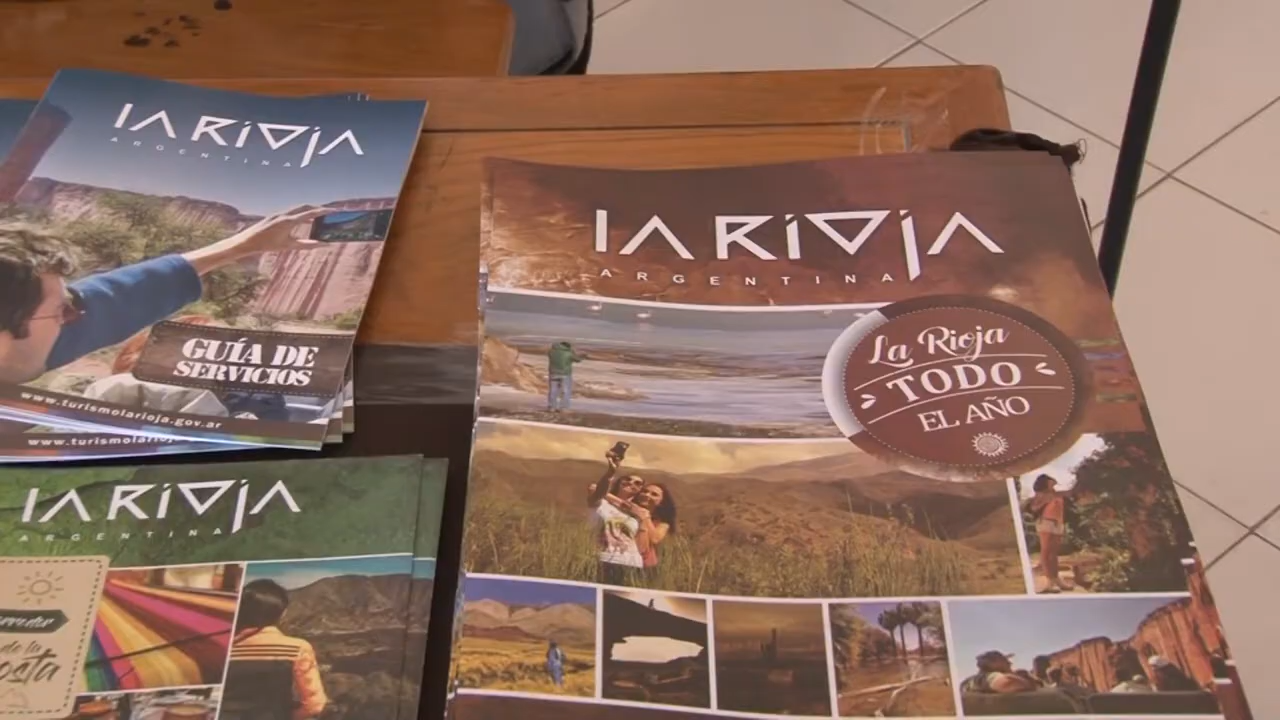 LA RIOJA
ARGENTINA
GUÍA DE
SERVICIOS
www.turismolarioja.gov.ar
www.turismolarioja
LA RIOJA
ARGENTINA
de la
osta
LA RIOJA
ARGENTINA
La Rioja
TODO
EL AÑO